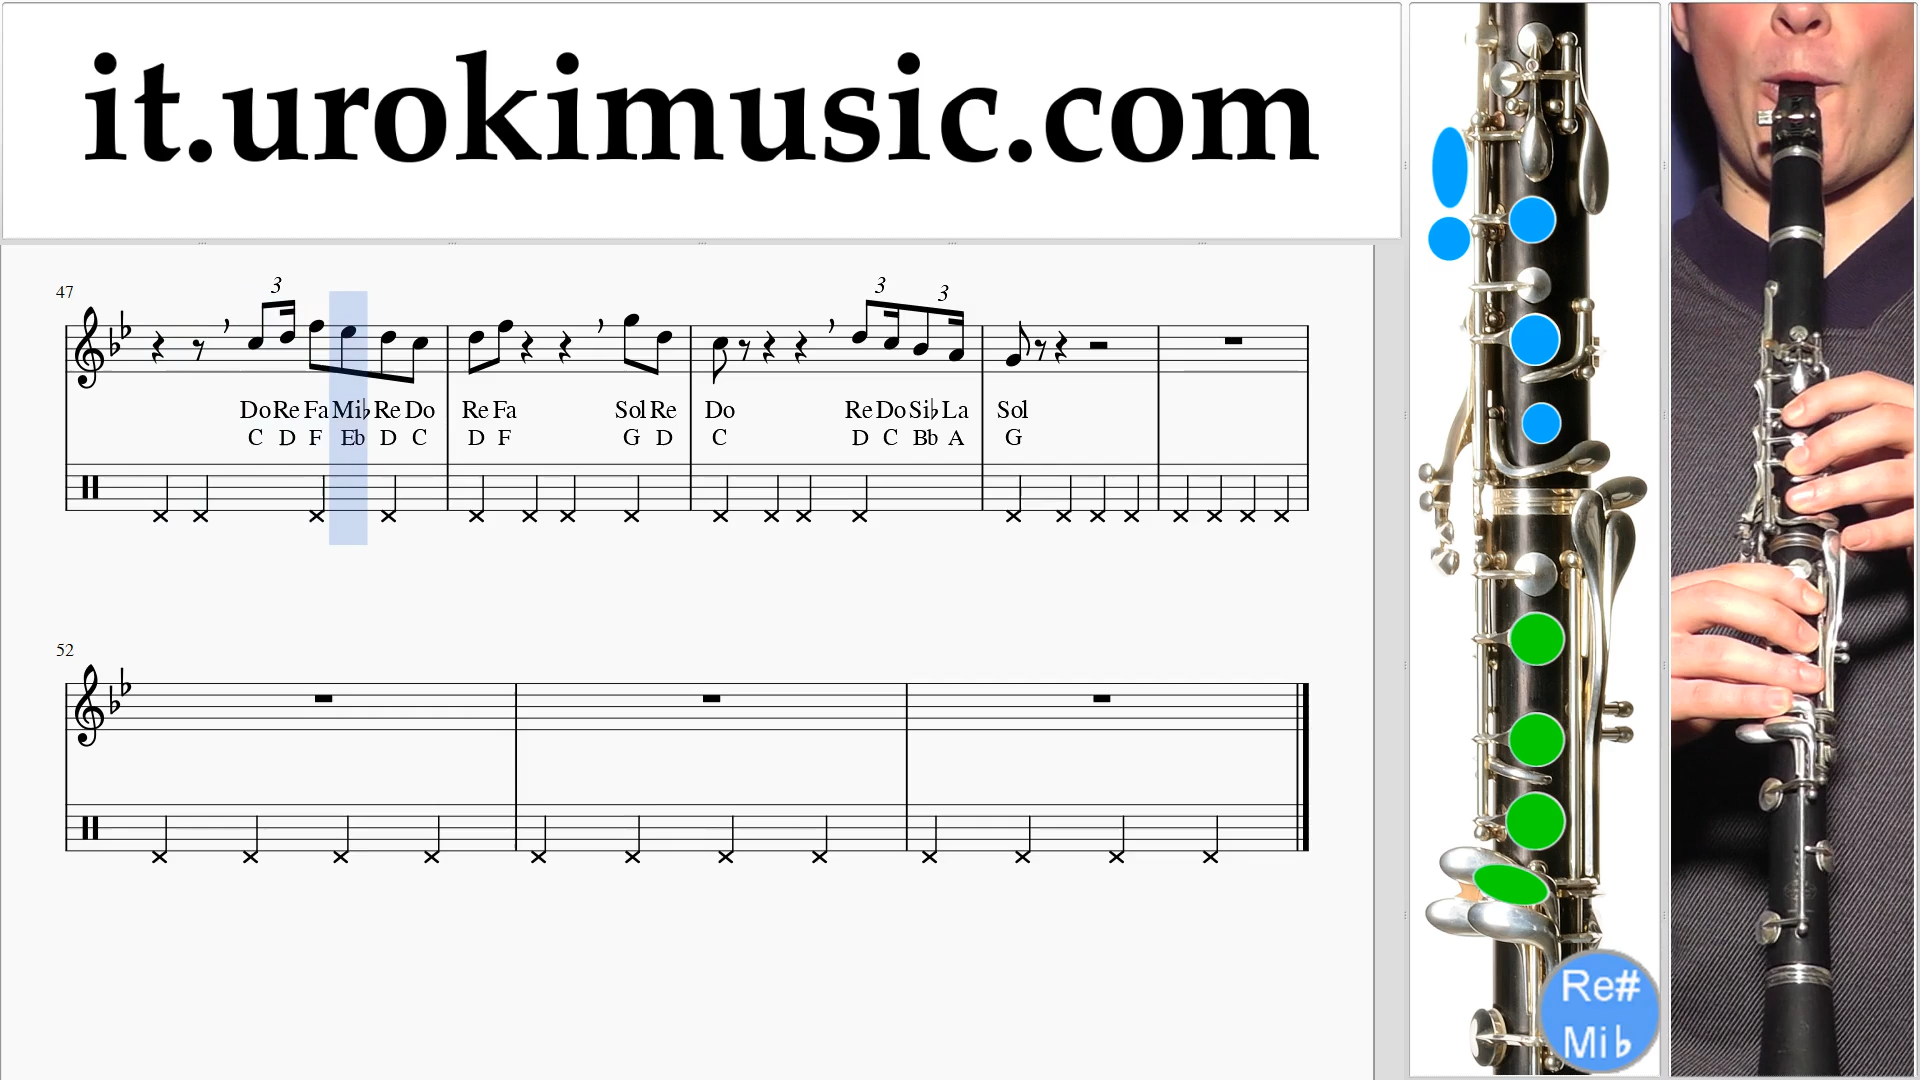 it.urokimusic.com
47
3 3 3
Do Re Fa Mi♭ Re Do Re Fa Sol Re Do Re Do Si♭ La Sol
C D F Eb D C D F G D C D C Bb A G
52
Re#
Mi♭